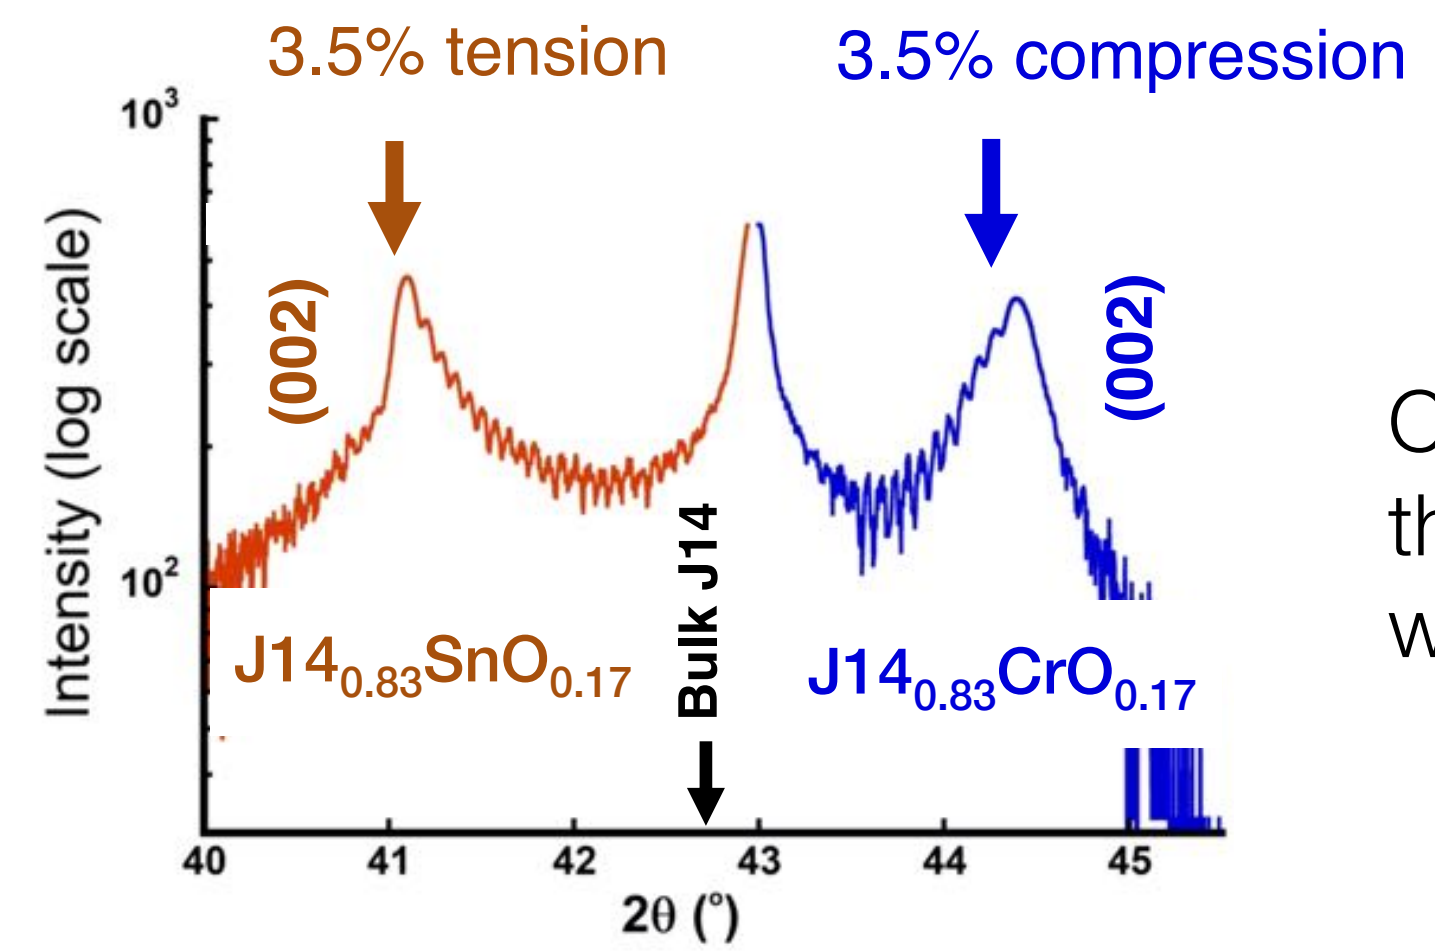 3.5% tension
3.5% compression
10³
Intensity (log scale)
(002)
(002)
10²
Bulk J14
J14₀.₈₃SnO₀.₁₇
J14₀.₈₃CrO₀.₁₇
40 41 42 43 44 45
2θ (°)